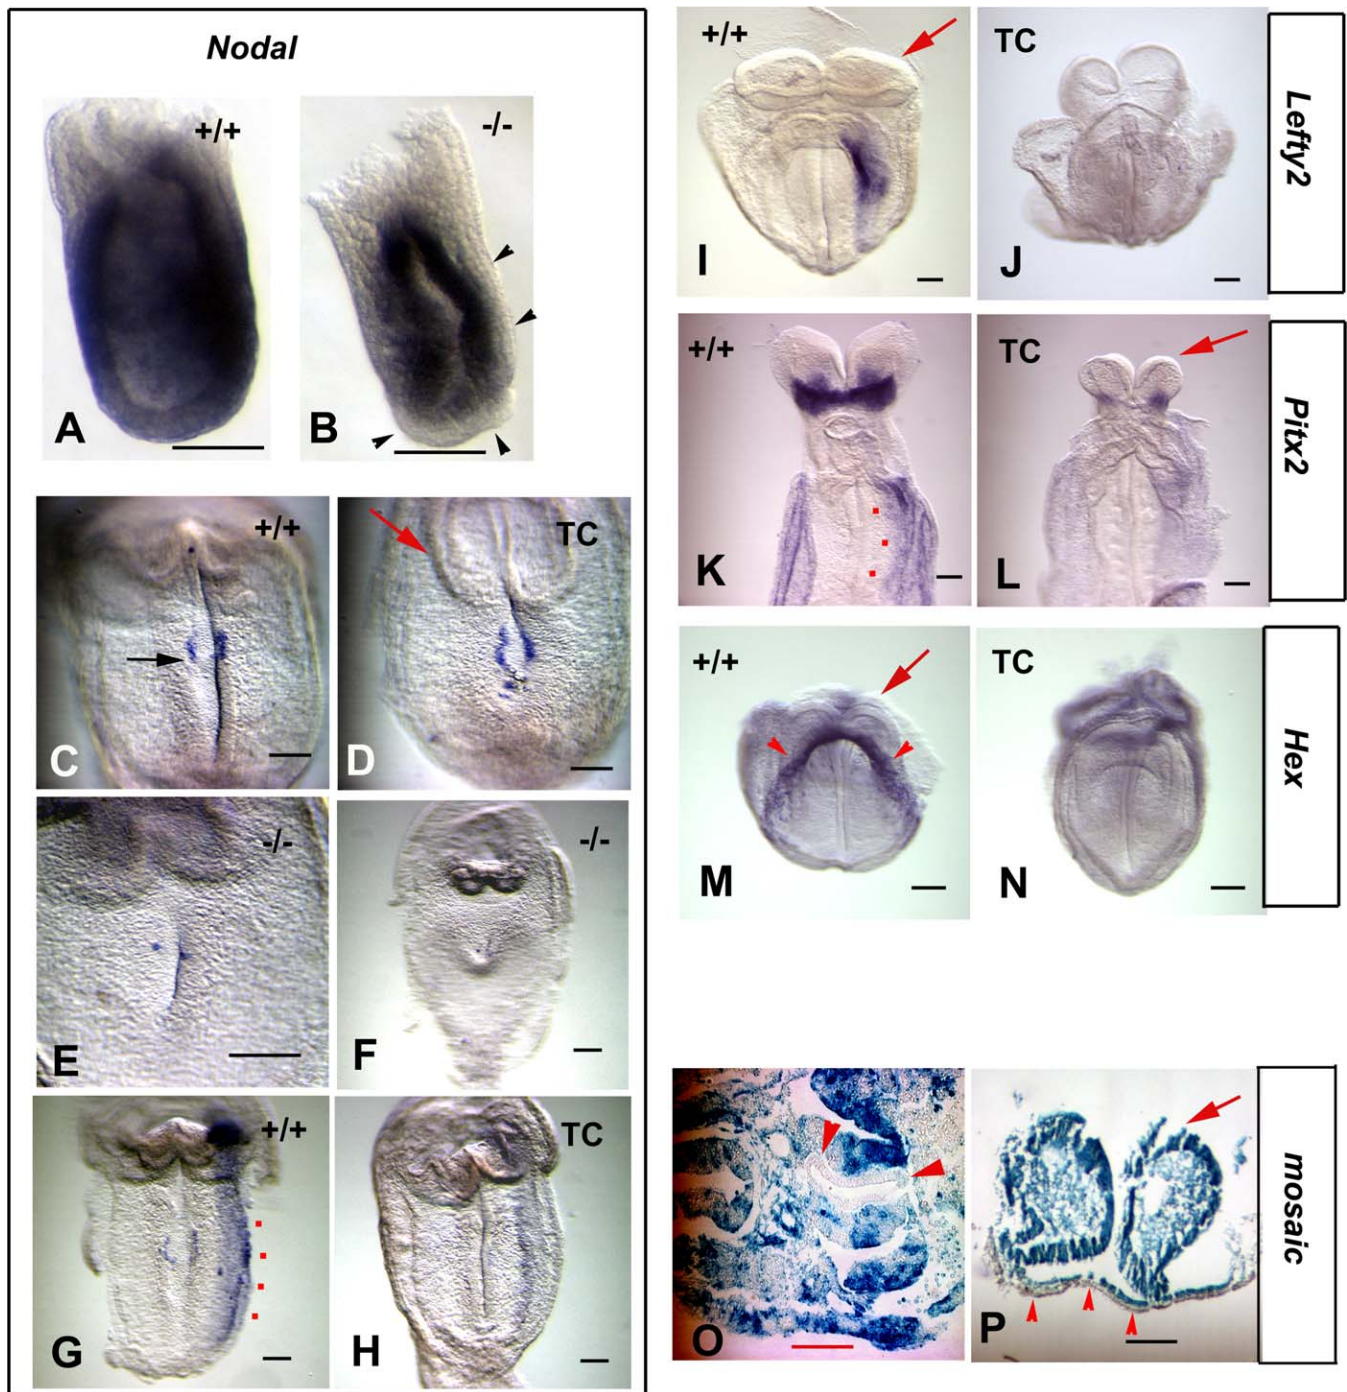 Nodal
+/+
-/-
A
B
+/+
TC
C
D
-/-
-/-
E
F
+/+
TC
G
H
+/+
TC
I
J
Lefty2
+/+
TC
K
L
Pitx2
+/+
TC
M
N
Hex
O
P
mosaic